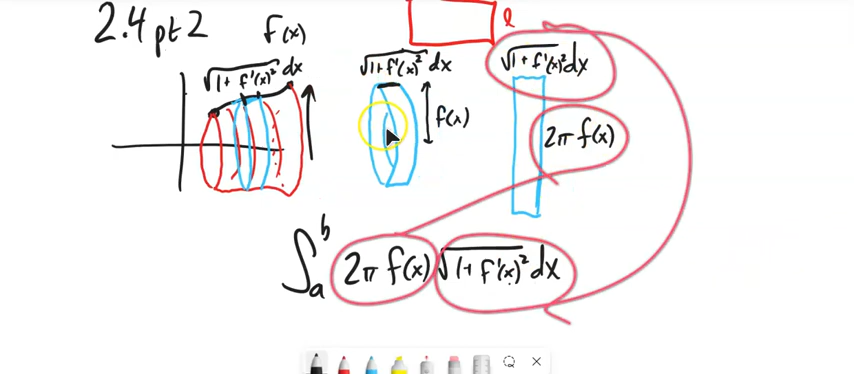 2.4 pt 2
f(x)
l
√1 + f'(x)² dx
√1 + f'(x)² dx
√1 + f'(x)² dx
f(x)
2π f(x)
∫ₐᵇ 2π f(x) √1 + f'(x)² dx